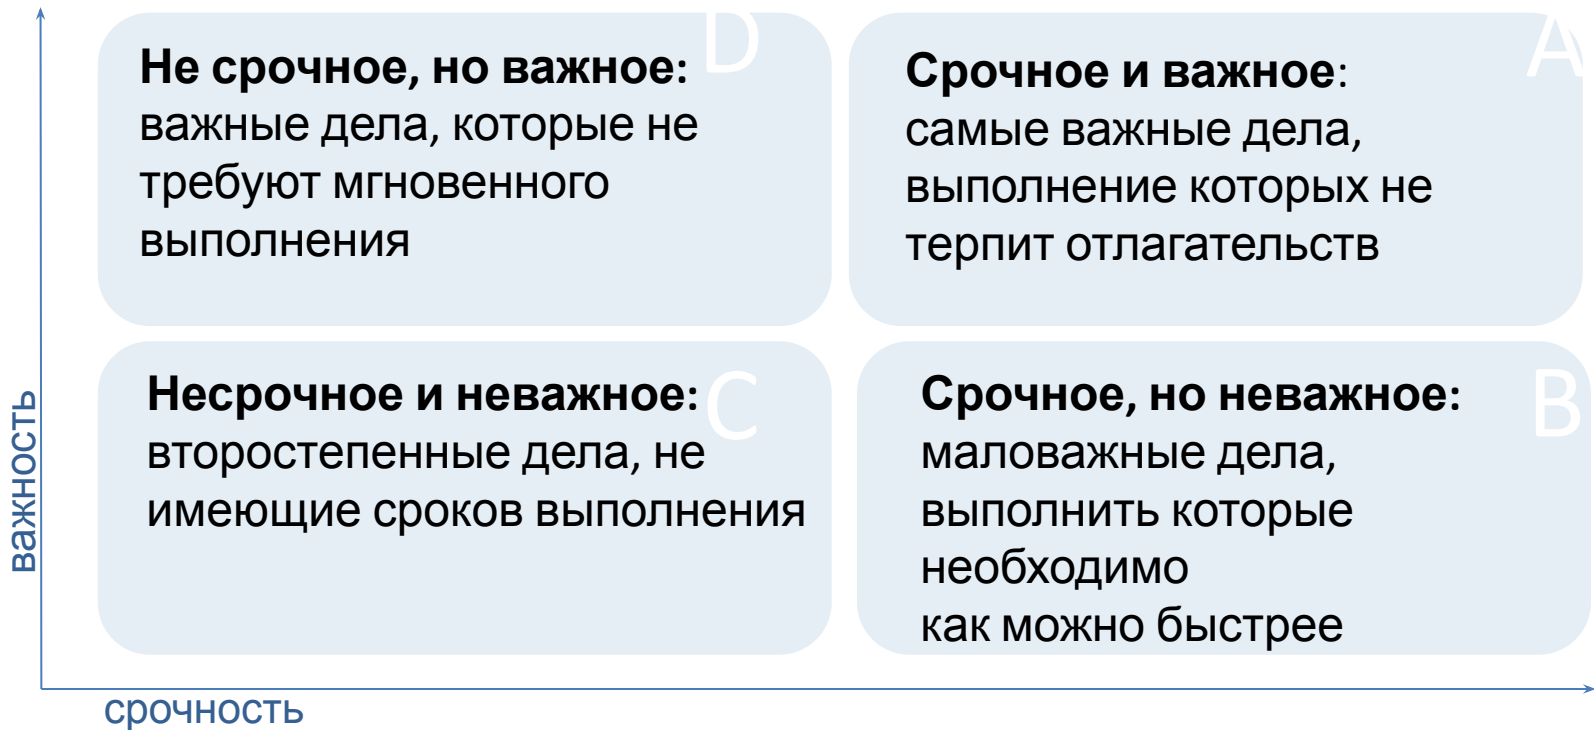 D
Не срочное, но важное:
важные дела, которые не
требуют мгновенного
выполнения
A
Срочное и важное:
самые важные дела,
выполнение которых не
терпит отлагательств
C
Несрочное и неважное:
второстепенные дела, не
имеющие сроков выполнения
B
Срочное, но неважное:
маловажные дела,
выполнить которые
необходимо
как можно быстрее
важность
срочность